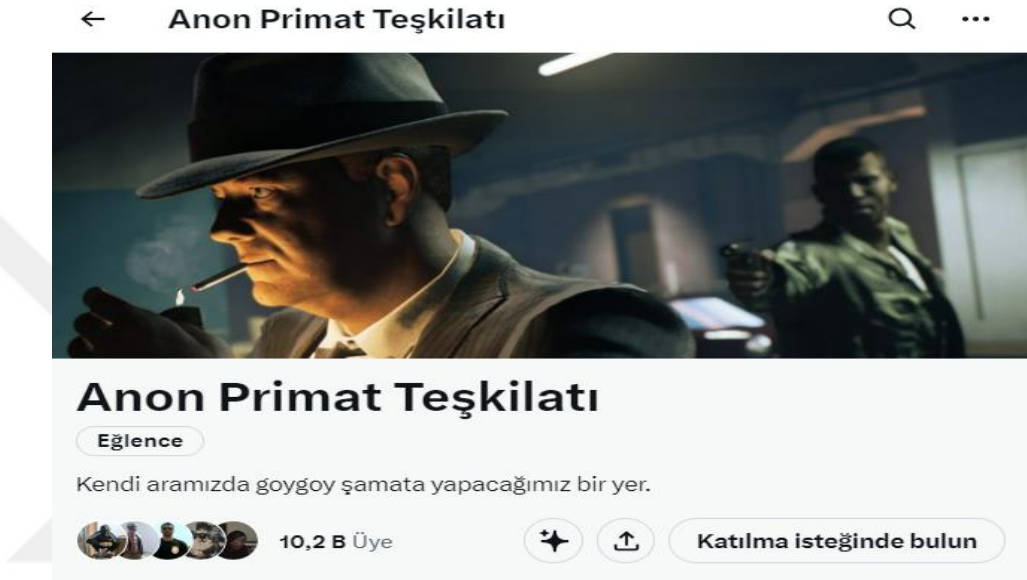 Anon Primat Teşkilatı
Anon Primat Teşkilatı
Eğlence
Kendi aramızda goygoy şamata yapacağımız bir yer.
10,2 B Üye
Katılma isteğinde bulun